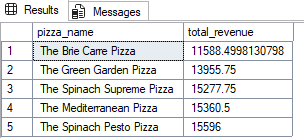 Results Messages
pizza_name total_revenue
1 The Brie Carre Pizza 11588.4998130798
2 The Green Garden Pizza 13955.75
3 The Spinach Supreme Pizza 15277.75
4 The Mediterranean Pizza 15360.5
5 The Spinach Pesto Pizza 15596